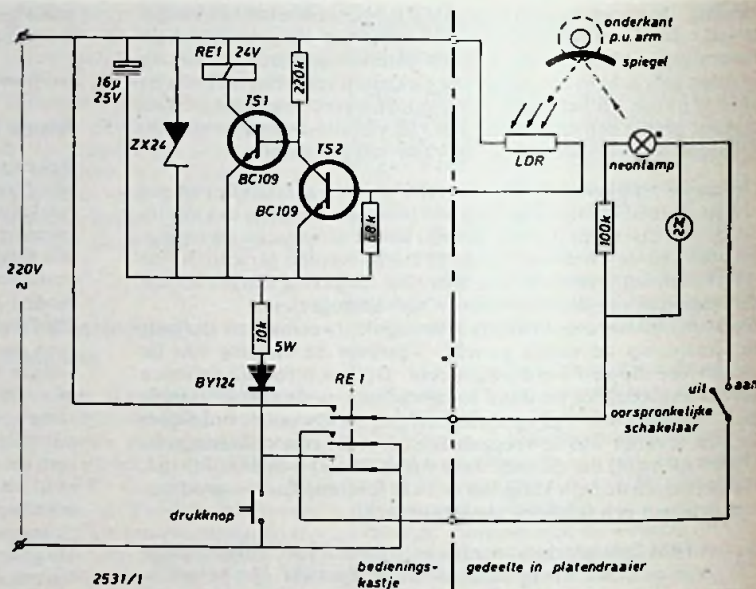 onderkant
p.u. arm
spiegel
RE1
24V
16µ
25V
220k
TS1
ZX24
TS2
LDR
neonlamp
BC109
BC109
68k
100k
220V
~
10k
5W
BY124
RE 1
uit
aan
oorspronkelijke
schakelaar
drukknop
bedienings-
kastje
gedeelte in platendraaier
2531/1